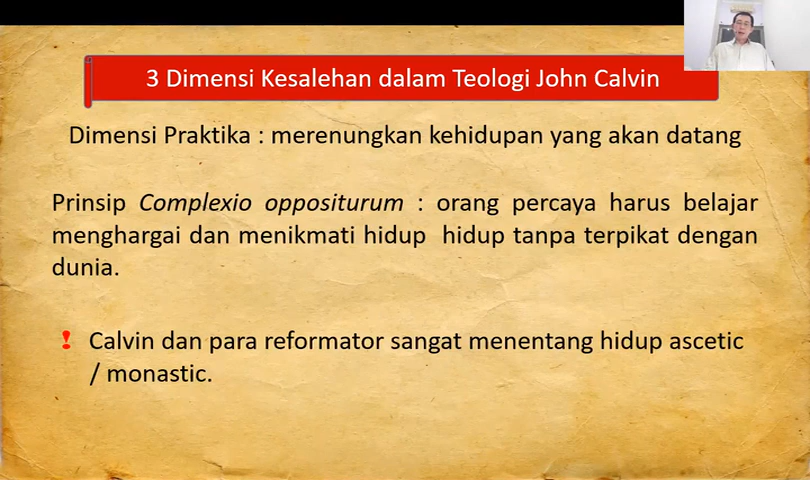 3 Dimensi Kesalehan dalam Teologi John Calvin
Dimensi Praktika : merenungkan kehidupan yang akan datang
Prinsip Complexio oppositurum : orang percaya harus belajar
menghargai dan menikmati hidup hidup tanpa terpikat dengan
dunia.
! Calvin dan para reformator sangat menentang hidup ascetic
/ monastic.